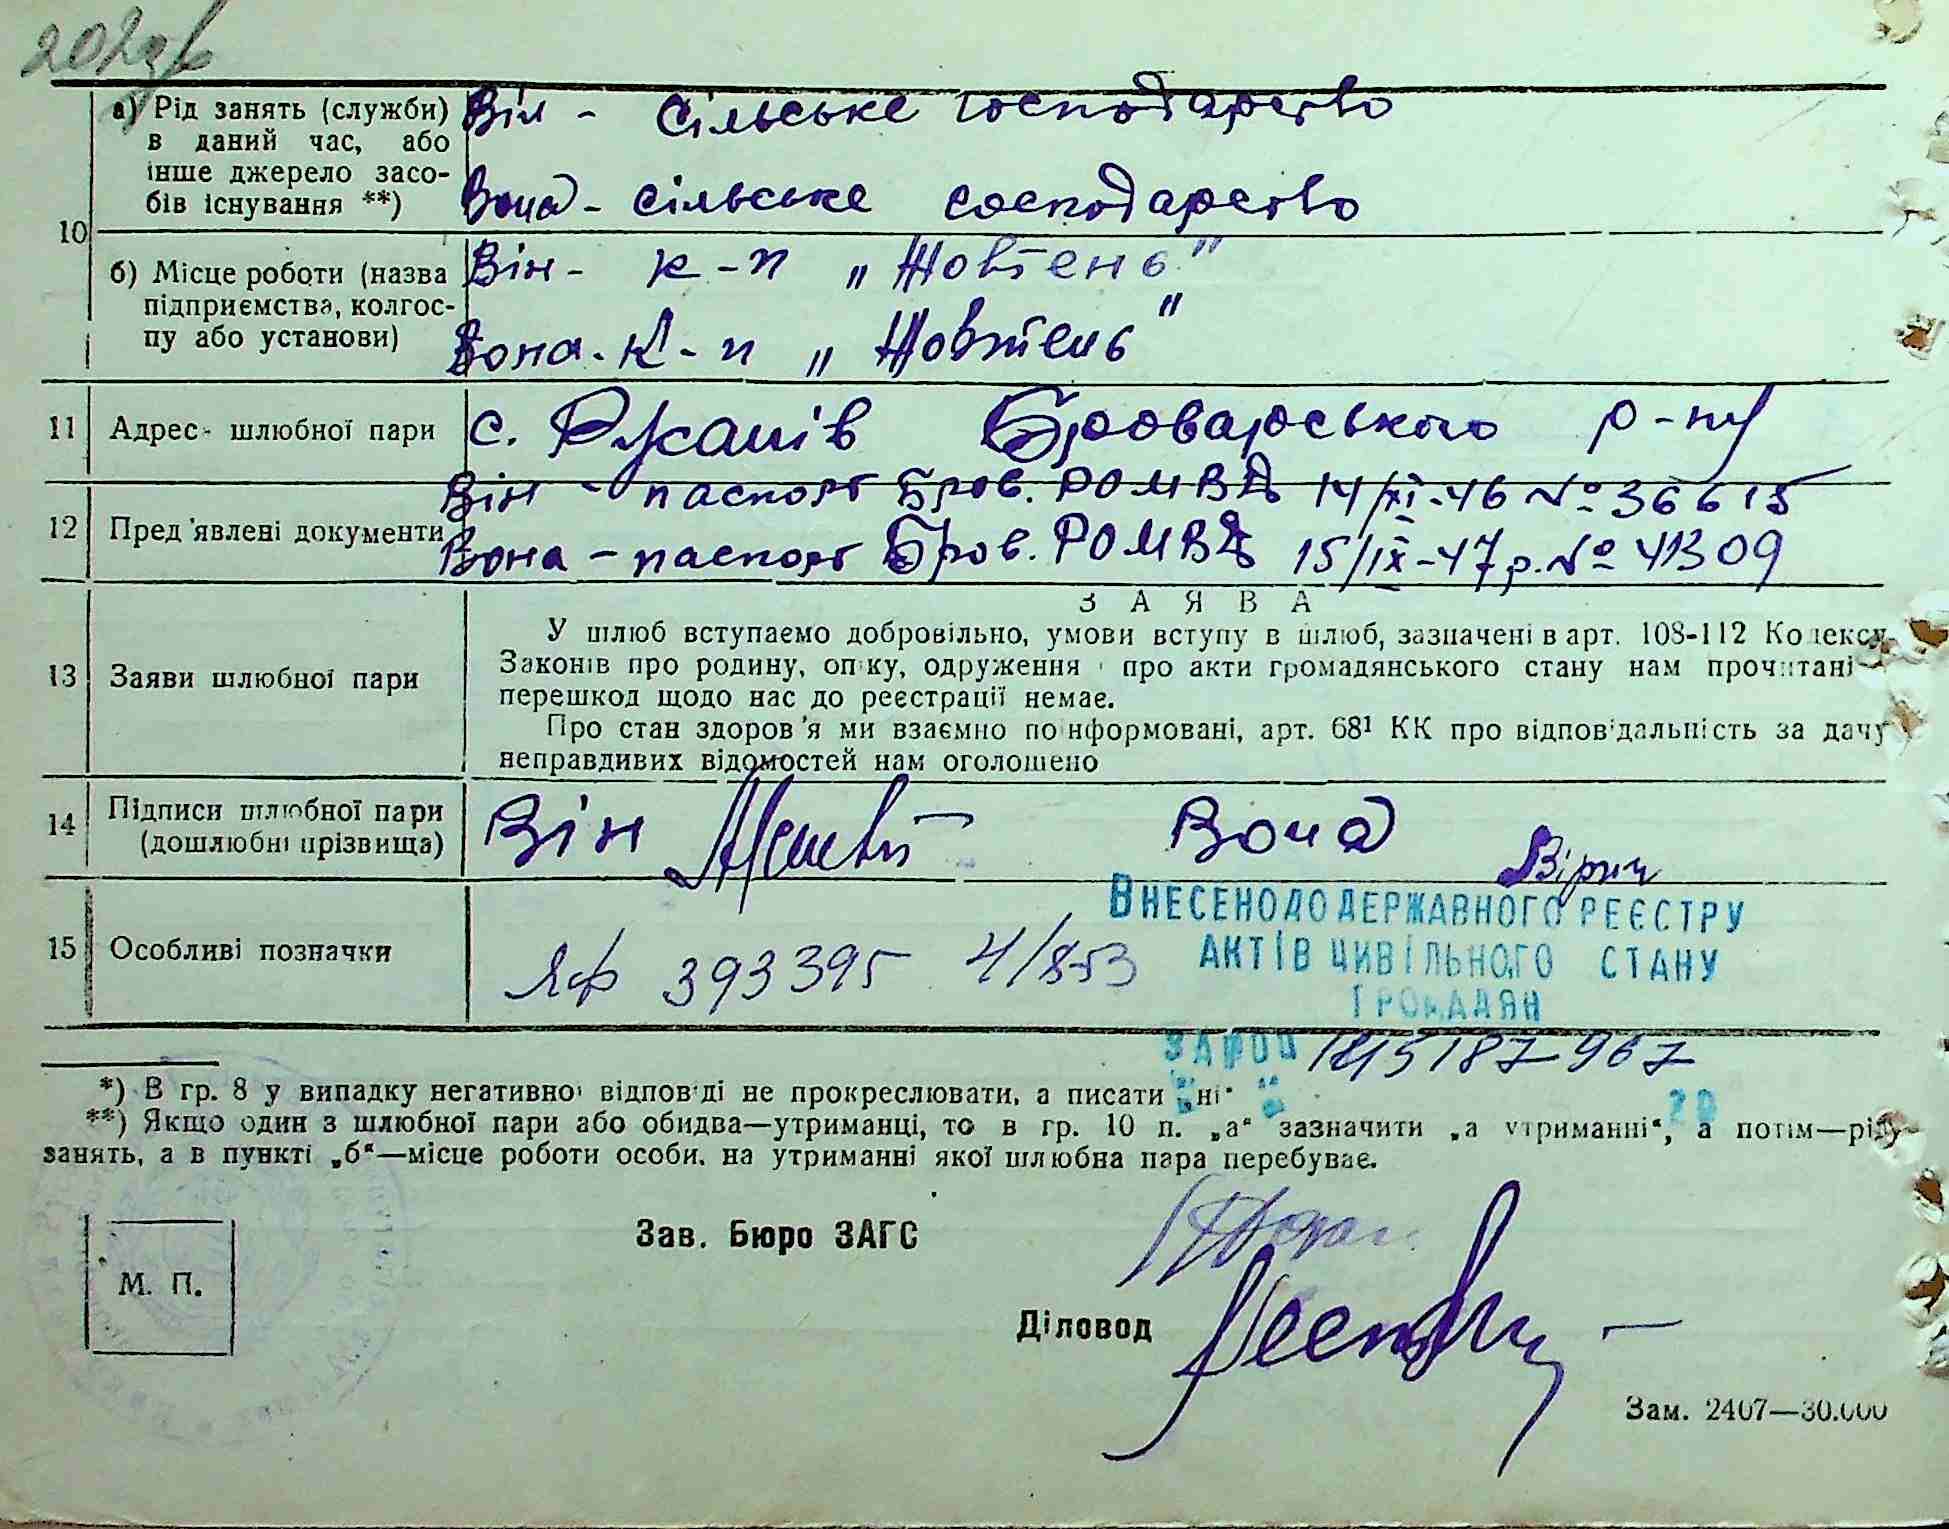 202зв
а) Рід занять (служби) в даний час, або інше джерело засобів існування **)
Він - сільське господарство
Вона - сільське господарство
10
б) Місце роботи (назва підприємства, колгоспу або установи)
Він - к-п „Жовтень"
Вона - к-п „Жовтень"
11 Адрес шлюбної пари с. Рожнів Броварського р-ну
12 Пред'явлені документи
Він - паспорт Бров. РОМВД 14/XI-46 № 36615
Вона - паспорт Бров. РОМВД 15/IX-47 р. № 41309
ЗАЯВА
13 Заяви шлюбної пари
У шлюб вступаємо добровільно, умови вступу в шлюб, зазначені в арт. 108-112 Кодексу
Законів про родину, опіку, одруження і про акти громадянського стану нам прочитані
перешкод щодо нас до реєстрації немає.
Про стан здоров'я ми взаємно поінформовані, арт. 68¹ КК про відповідальність за дачу
неправдивих відомостей нам оголошено
14 Підписи шлюбної пари (дошлюбні прізвища) Він Вона
15 Особливі позначки ЯФ 393395 4/8-53
ВНЕСЕНО ДО ДЕРЖАВНОГО РЕЄСТРУ
АКТІВ ЦИВІЛЬНОГО СТАНУ
ГРОМАДЯН
*) В гр. 8 у випадку негативної відповіді не прокреслювати, а писати „ні"
**) Якщо один з шлюбної пари або обидва—утриманці, то в гр. 10 п. „а" зазначити „на утриманні", а потім—рід
занять, а в пункті „б"—місце роботи особи, на утриманні якої шлюбна пара перебуває.
Зав. Бюро ЗАГС
М. П.
Діловод
Зам. 2407—30.000